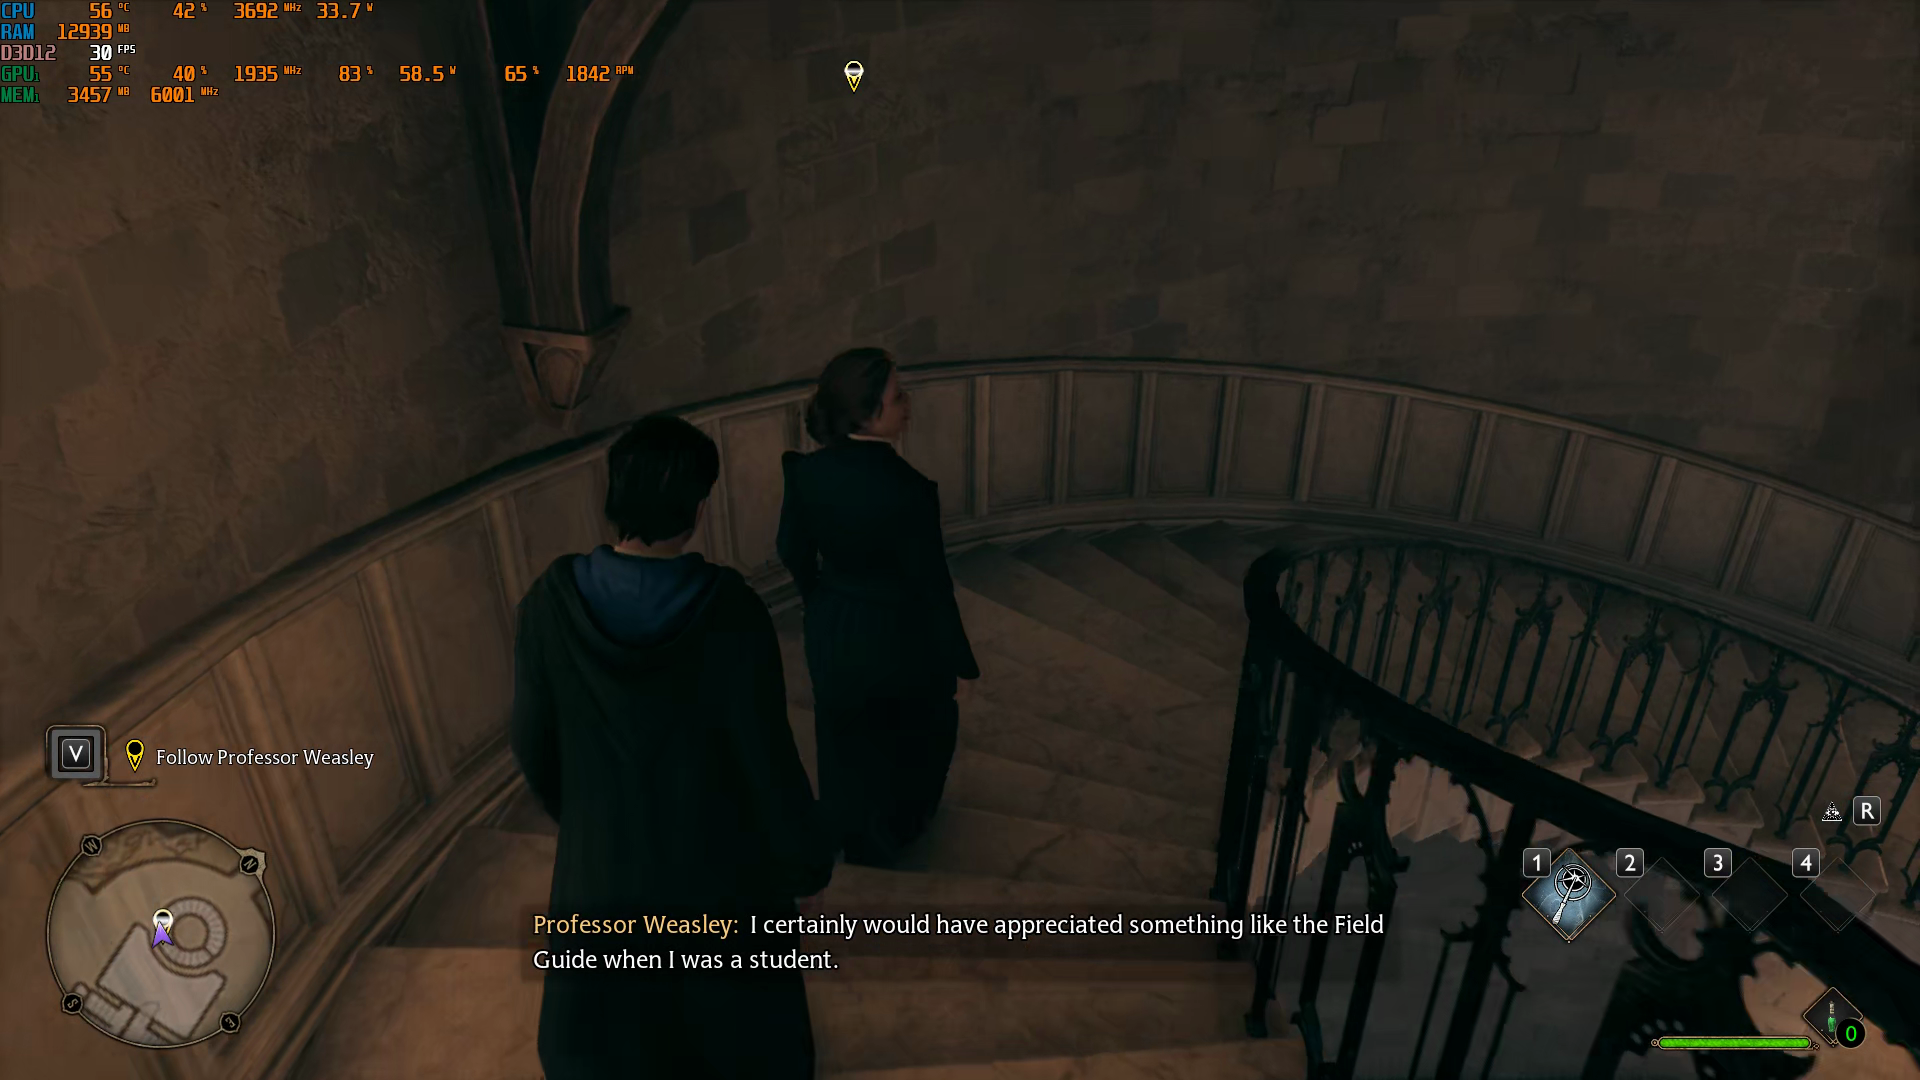 CPU 56 °C 42 % 3692 MHz 33.7 W
RAM 12939 MB
D3D12 30 FPS
GPU1 55 °C 40 % 1935 MHz 83 % 58.5 W 65 % 1842 RPM
MEM1 3457 MB 6001 MHz
V Follow Professor Weasley
W
N
S
E
R
1 2 3 4
Professor Weasley: I certainly would have appreciated something like the Field
Guide when I was a student.
0